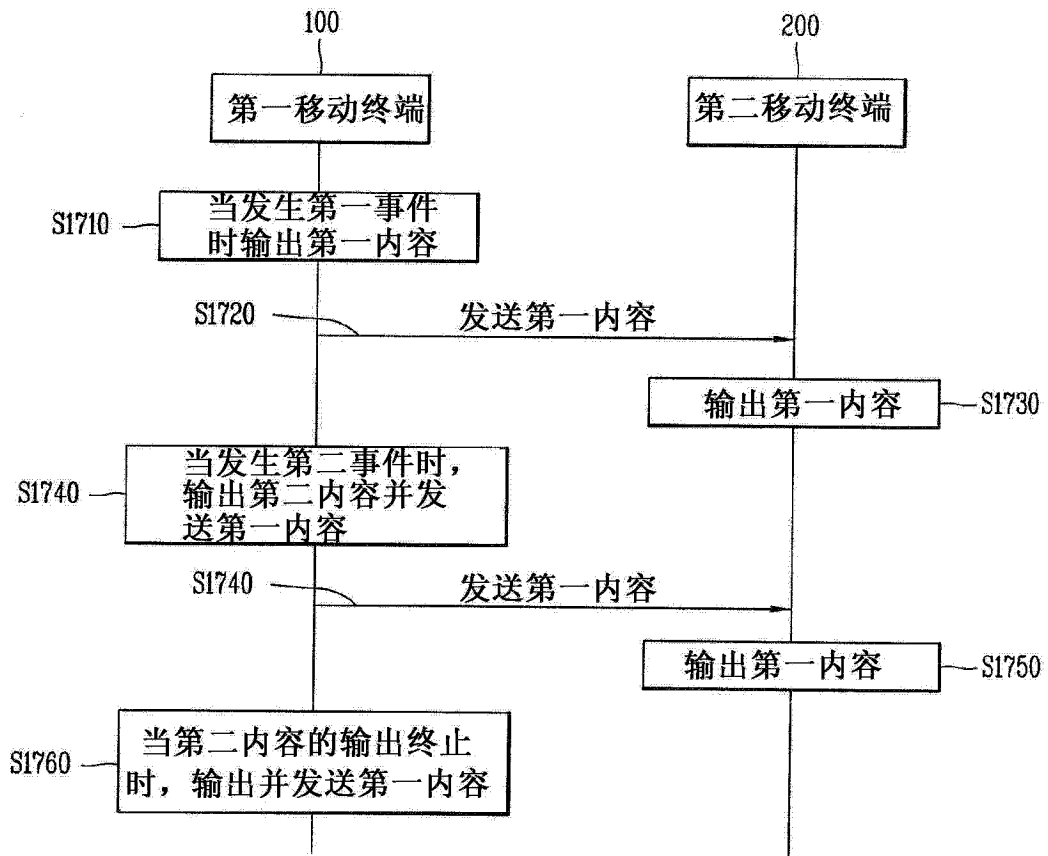 100
200
第一移动终端
第二移动终端
S1710
当发生第一事件
时输出第一内容
S1720
发送第一内容
输出第一内容
S1730
S1740
当发生第二事件时，
输出第二内容并发
送第一内容
S1740
发送第一内容
输出第一内容
S1750
S1760
当第二内容的输出终止
时，输出并发送第一内容